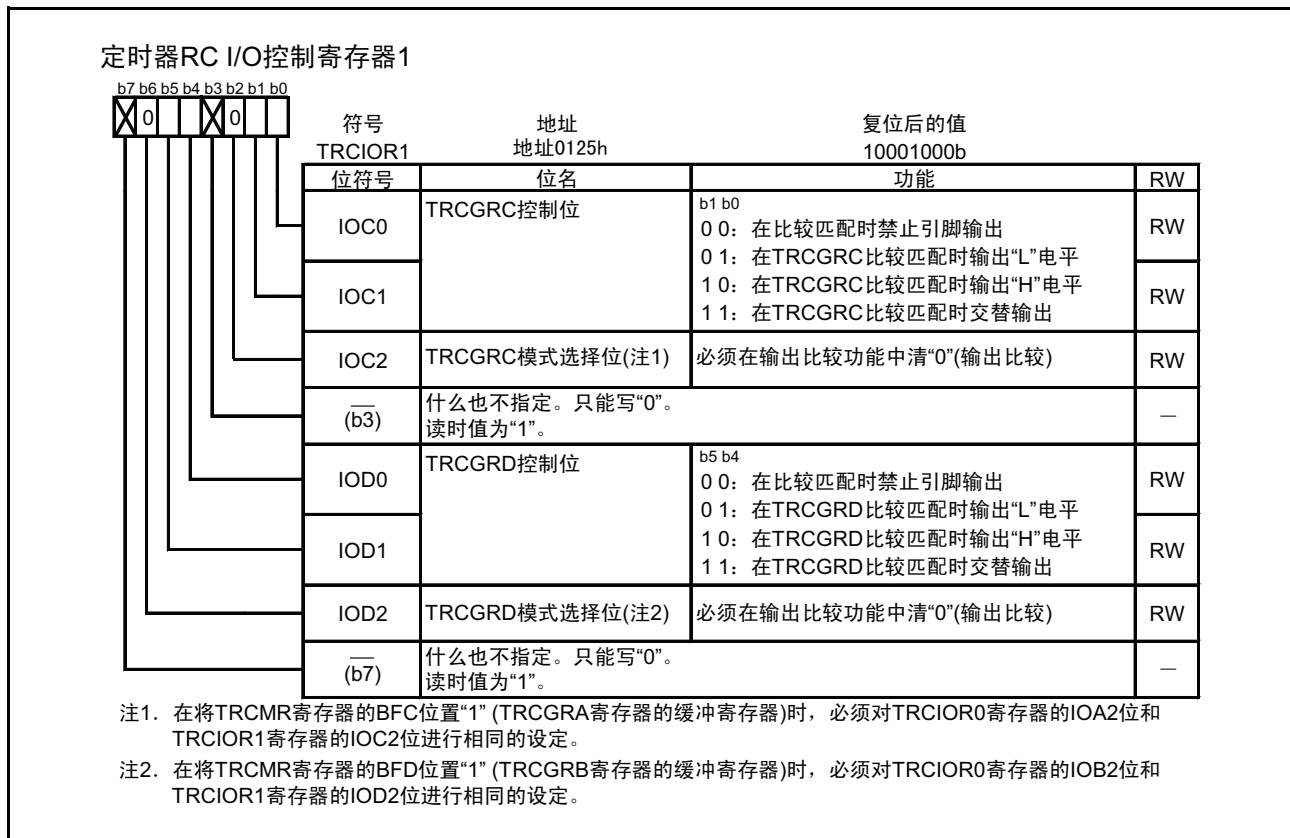 定时器RC I/O控制寄存器1
b7 b6 b5 b4 b3 b2 b1 b0
0 0
符号 地址 复位后的值
TRCIOR1 地址0125h 10001000b
位符号 位名 功能 RW
IOC0 TRCGRC控制位 b1 b0
0 0：在比较匹配时禁止引脚输出 RW
0 1：在TRCGRC比较匹配时输出“L”电平
IOC1 1 0：在TRCGRC比较匹配时输出“H”电平 RW
1 1：在TRCGRC比较匹配时交替输出
IOC2 TRCGRC模式选择位(注1) 必须在输出比较功能中清“0”(输出比较) RW
— (b3) 什么也不指定。只能写“0”。 —
读时值为“1”。
IOD0 TRCGRD控制位 b5 b4
0 0：在比较匹配时禁止引脚输出 RW
0 1：在TRCGRD比较匹配时输出“L”电平
IOD1 1 0：在TRCGRD比较匹配时输出“H”电平 RW
1 1：在TRCGRD比较匹配时交替输出
IOD2 TRCGRD模式选择位(注2) 必须在输出比较功能中清“0”(输出比较) RW
— (b7) 什么也不指定。只能写“0”。 —
读时值为“1”。
注1．在将TRCMR寄存器的BFC位置“1” (TRCGRA寄存器的缓冲寄存器)时，必须对TRCIOR0寄存器的IOA2位和
TRCIOR1寄存器的IOC2位进行相同的设定。
注2．在将TRCMR寄存器的BFD位置“1” (TRCGRB寄存器的缓冲寄存器)时，必须对TRCIOR0寄存器的IOB2位和
TRCIOR1寄存器的IOD2位进行相同的设定。